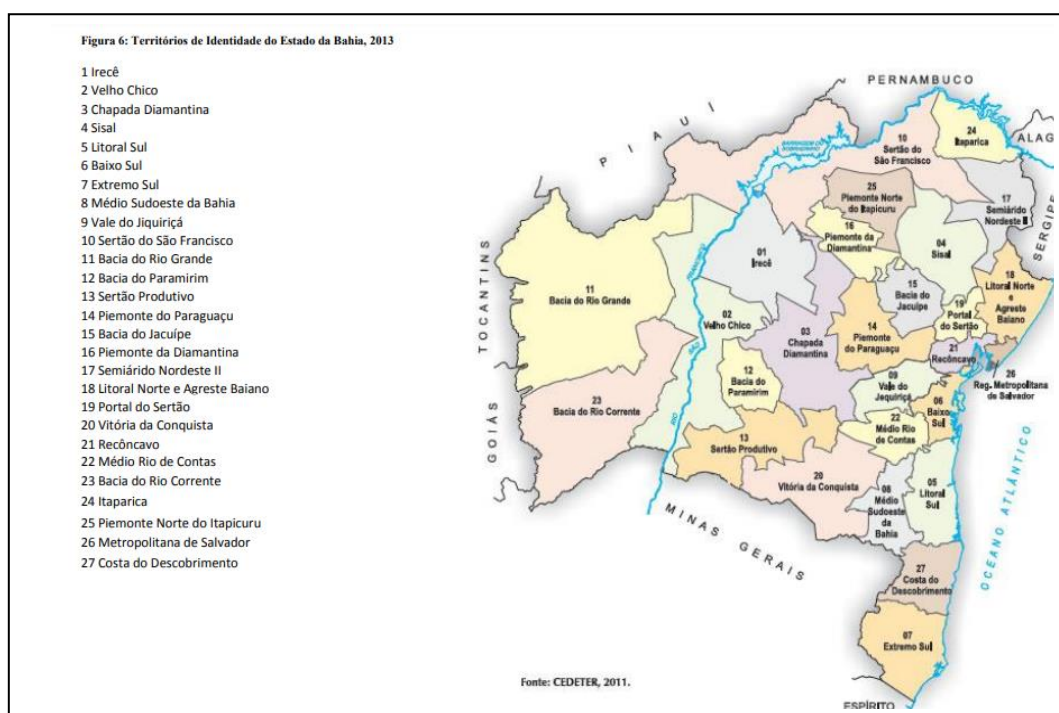 Figura 6: Territórios de Identidade do Estado da Bahia, 2013
1 Irecê
2 Velho Chico
3 Chapada Diamantina
4 Sisal
5 Litoral Sul
6 Baixo Sul
7 Extremo Sul
8 Médio Sudoeste da Bahia
9 Vale do Jiquiriçá
10 Sertão do São Francisco
11 Bacia do Rio Grande
12 Bacia do Paramirim
13 Sertão Produtivo
14 Piemonte do Paraguaçu
15 Bacia do Jacuípe
16 Piemonte da Diamantina
17 Semiárido Nordeste II
18 Litoral Norte e Agreste Baiano
19 Portal do Sertão
20 Vitória da Conquista
21 Recôncavo
22 Médio Rio de Contas
23 Bacia do Rio Corrente
24 Itaparica
25 Piemonte Norte do Itapicuru
26 Metropolitana de Salvador
27 Costa do Descobrimento
PERNAMBUCO
PIAUI
ALAG
SERGIPE
TOCANTINS
GOIÁS
MINAS GERAIS
OCEANO ATLÂNTICO
ESPÍRITO
RIO
SÃO
FRANCISCO
24
Itaparica
10
Sertão do
São Francisco
25
Piemonte Norte
do Itapicuru
17
Semiárido
Nordeste II
16
Piemonte da
Diamantina
04
Sisal
01
Irecê
18
Litoral Norte
e
Agreste
Baiano
15
Bacia do
Jacuípe
11
Bacia do Rio Grande
19
Portal
do Sertão
02
Velho Chico
03
Chapada
Diamantina
14
Piemonte
do Paraguaçu
21
Recôncavo
26
Reg. Metropolitana
de Salvador
12
Bacia do
Paramirim
09
Vale do
Jequiriçá
06
Baixo
Sul
23
Bacia do Rio Corrente
22
Médio Rio
de Contas
13
Sertão Produtivo
20
Vitória da Conquista
08
Médio
Sudoeste
da
Bahia
05
Litoral
Sul
27
Costa do
Descobrimento
07
Extremo Sul
Fonte: CEDETER, 2011.